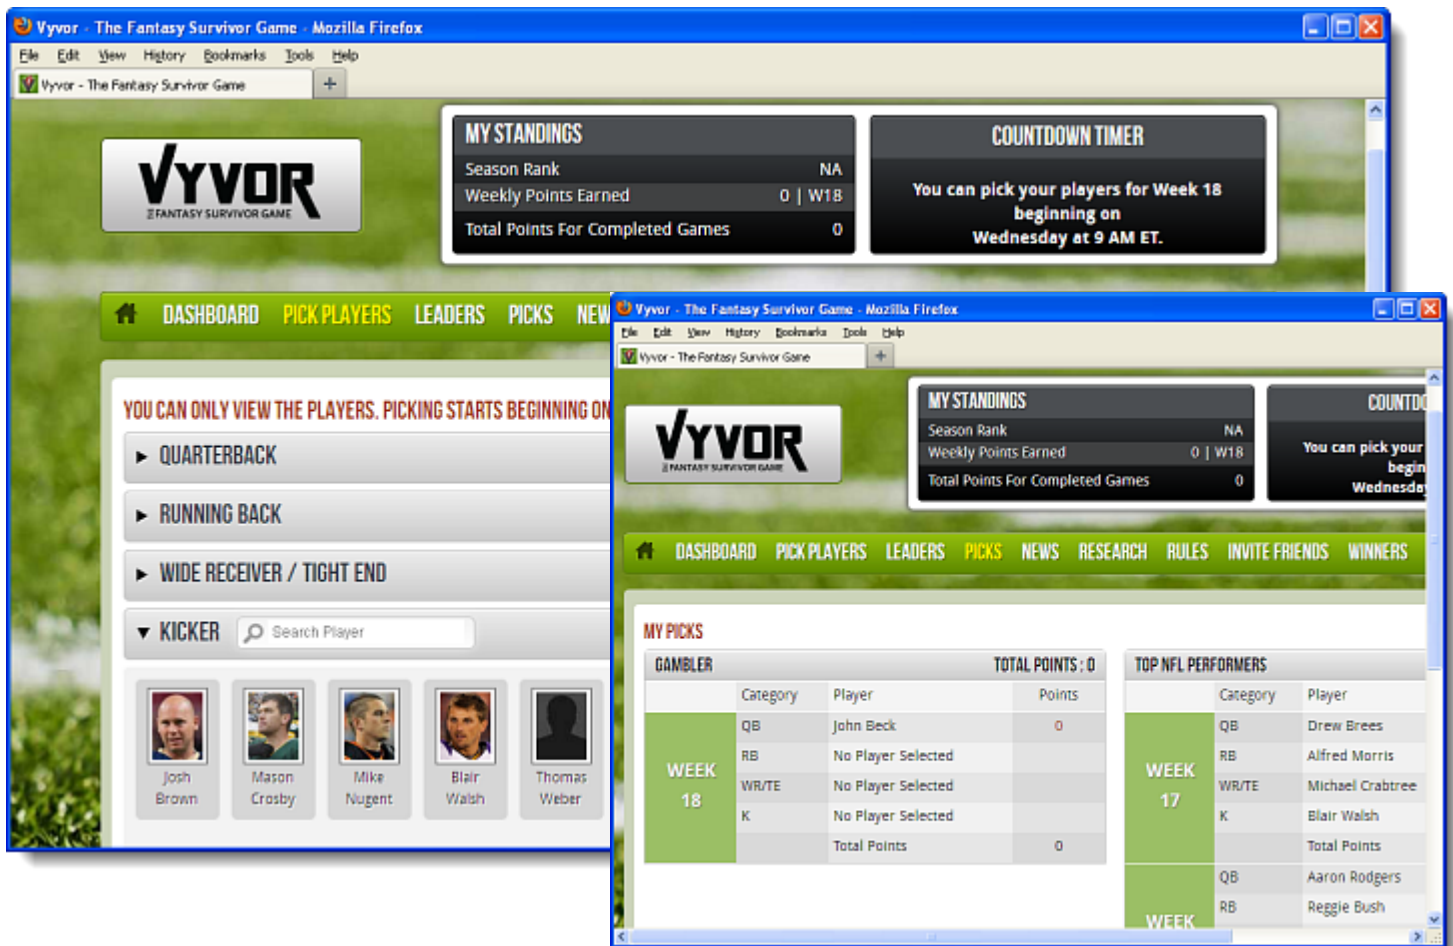 Vyvor - The Fantasy Survivor Game - Mozilla Firefox
File Edit View History Bookmarks Tools Help
Vyvor - The Fantasy Survivor Game
VYVOR
THE FANTASY SURVIVOR GAME
MY STANDINGS
Season Rank NA
Weekly Points Earned 0 | W18
Total Points For Completed Games 0
COUNTDOWN TIMER
You can pick your players for Week 18
beginning on
Wednesday at 9 AM ET.
DASHBOARD PICK PLAYERS LEADERS PICKS NEW
YOU CAN ONLY VIEW THE PLAYERS. PICKING STARTS BEGINNING ON
QUARTERBACK
RUNNING BACK
WIDE RECEIVER / TIGHT END
KICKER Search Player
Josh Brown
Mason Crosby
Mike Nugent
Blair Walsh
Thomas Weber
Vyvor - The Fantasy Survivor Game - Mozilla Firefox
File Edit View History Bookmarks Tools Help
Vyvor - The Fantasy Survivor Game
VYVOR
THE FANTASY SURVIVOR GAME
MY STANDINGS
Season Rank NA
Weekly Points Earned 0 | W18
Total Points For Completed Games 0
COUNTDO
You can pick your
begin
Wednesday
DASHBOARD PICK PLAYERS LEADERS PICKS NEWS RESEARCH RULES INVITE FRIENDS WINNERS
MY PICKS
GAMBLER TOTAL POINTS : 0
Category Player Points
WEEK 18
QB John Beck 0
RB No Player Selected
WR/TE No Player Selected
K No Player Selected
Total Points 0
TOP NFL PERFORMERS
Category Player
WEEK 17
QB Drew Brees
RB Alfred Morris
WR/TE Michael Crabtree
K Blair Walsh
Total Points
QB Aaron Rodgers
RB Reggie Bush
WEEK